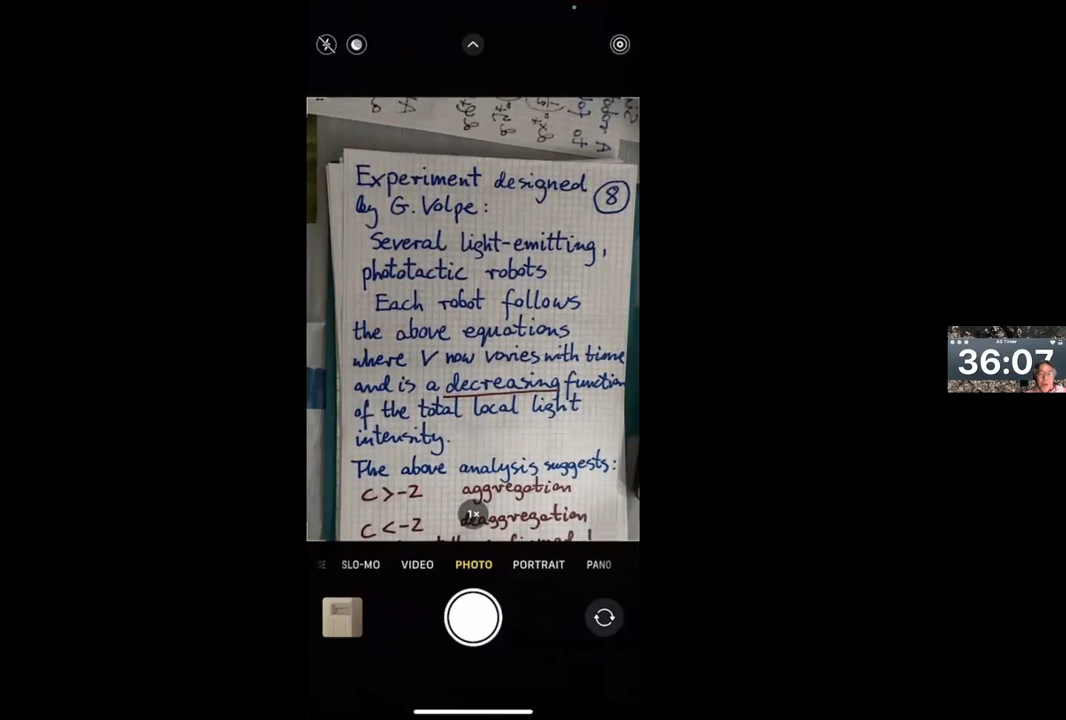 Experiment designed
by G. Volpe:
8
Several light-emitting,
phototactic robots
Each robot follows
the above equations
where V now varies with time
and is a decreasing function
of the total local light
intensity.
The above analysis suggests:
C > -2 aggregation
C < -2 deaggregation
1×
SLO-MO VIDEO PHOTO PORTRAIT PANO
36:07